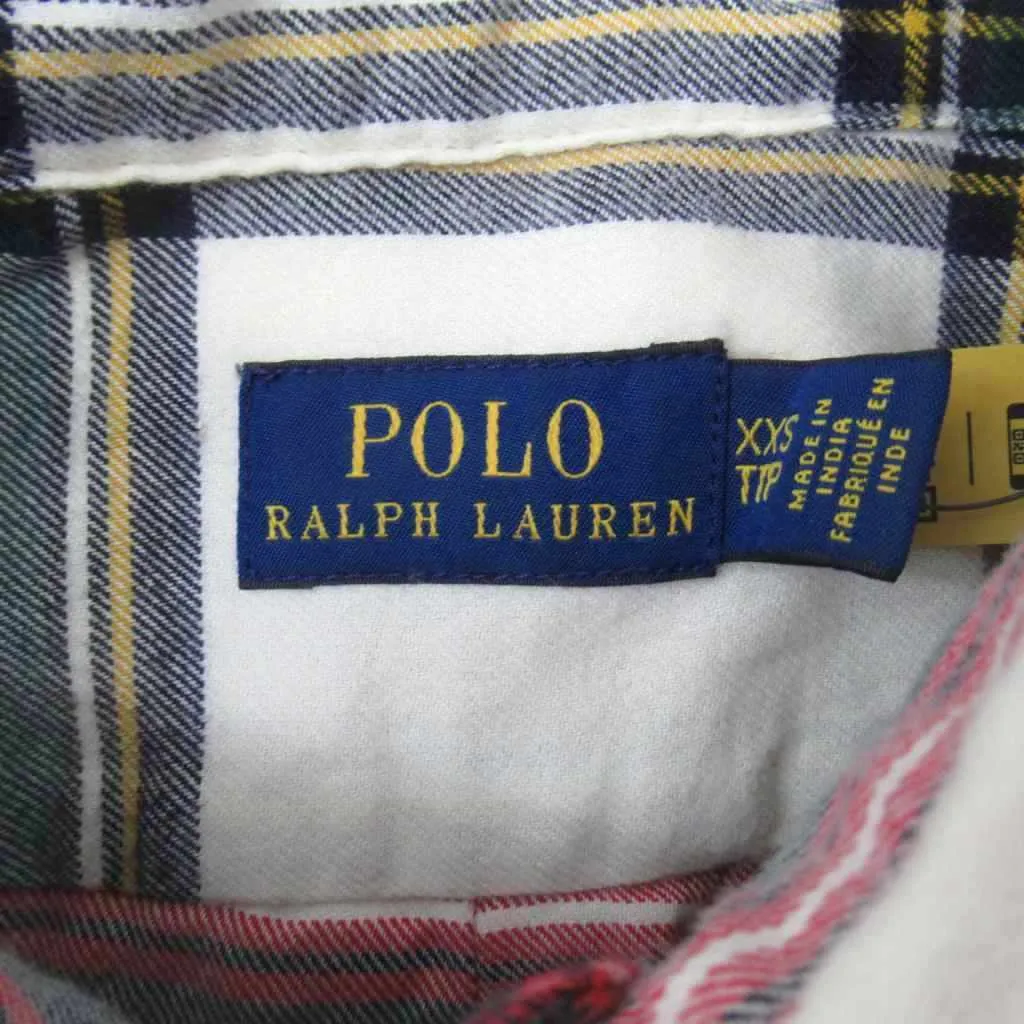 POLO
RALPH LAUREN
XXS
TTP
MADE IN
INDIA
FABRIQUÉ EN
INDE